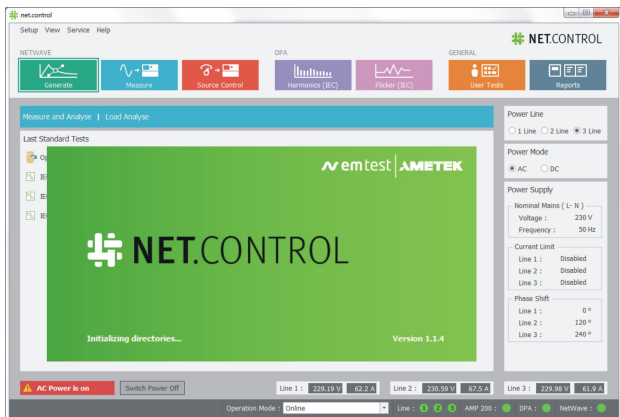 net.control
Setup View Service Help
NET.CONTROL
NETWAVE
DPA
GENERAL
Generate
Measure
Source Control
Harmonics (IEC)
Flicker (IEC)
User Tests
Reports
Measure and Analyse | Load Analyse
Last Standard Tests
Op
IE
IE
IE
em test AMETEK
NET.CONTROL
Initializing directories...
Version 1.1.4
Power Line
1 Line 2 Line 3 Line
Power Mode
AC DC
Power Supply
Nominal Mains ( L- N )
Voltage : 230 V
Frequency : 50 Hz
Current Limit
Line 1 : Disabled
Line 2 : Disabled
Line 3 : Disabled
Phase Shift
Line 1 : 0 º
Line 2 : 120 º
Line 3 : 240 º
AC Power is on
Switch Power Off
Line 1 : 229.19 V 62.2 A
Line 2 : 230.59 V 67.5 A
Line 3 : 229.98 V 61.9 A
Operation Mode : Online
Line : 1 2 3 AMP 200 : DPA : NetWave :